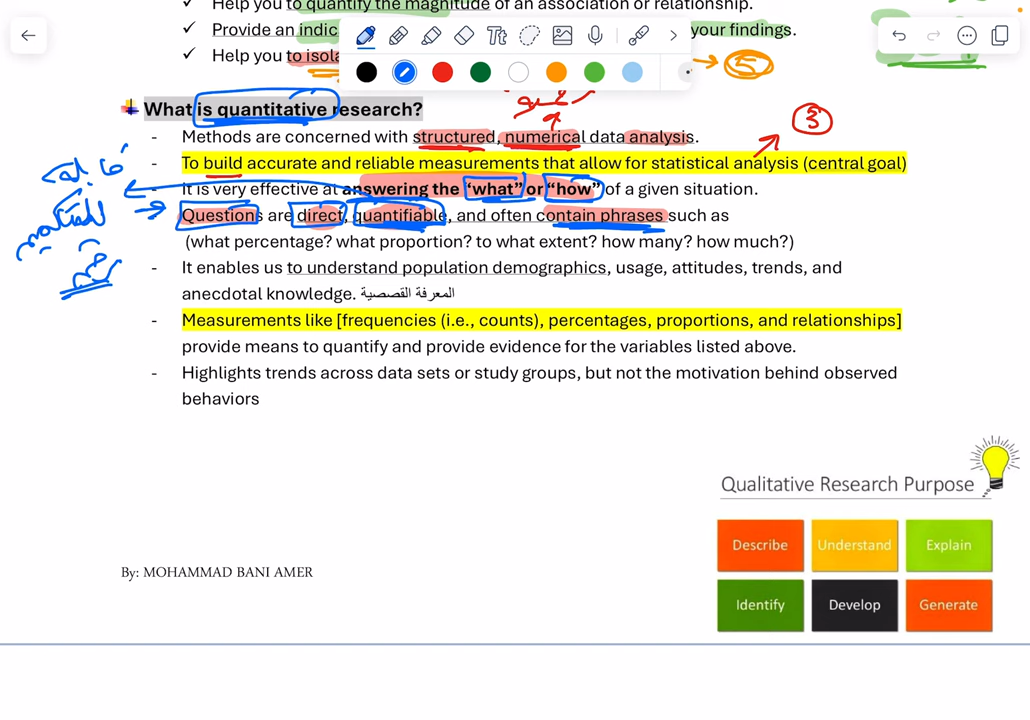 ✓ Help you to quantify the magnitude of an association or relationship.
✓ Provide an indic your findings.
✓ Help you to isola
5
What is quantitative research?
3
- Methods are concerned with structured, numerical data analysis.
- To build accurate and reliable measurements that allow for statistical analysis (central goal)
- It is very effective at answering the “what” or “how” of a given situation.
- Questions are direct, quantifiable, and often contain phrases such as
(what percentage? what proportion? to what extent? how many? how much?)
- It enables us to understand population demographics, usage, attitudes, trends, and
anecdotal knowledge. المعرفة القصصية
- Measurements like [frequencies (i.e., counts), percentages, proportions, and relationships]
provide means to quantify and provide evidence for the variables listed above.
- Highlights trends across data sets or study groups, but not the motivation behind observed
behaviors
Qualitative Research Purpose
Describe Understand Explain
Identify Develop Generate
By: MOHAMMAD BANI AMER